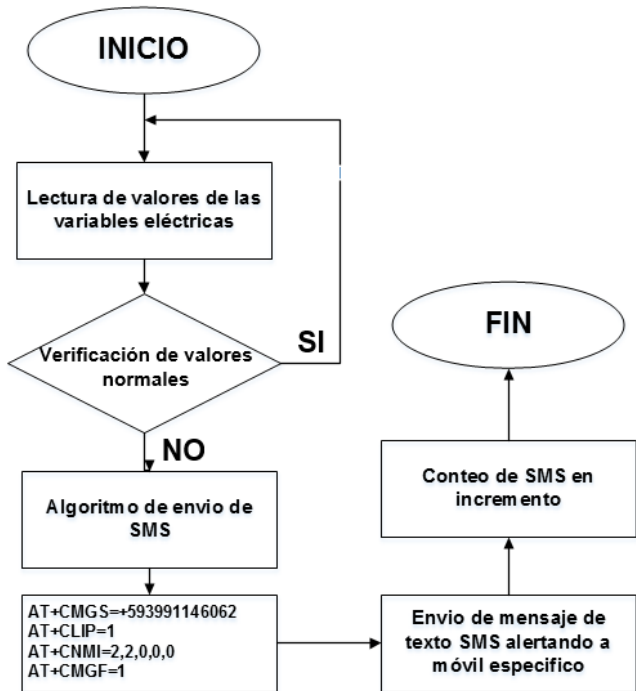 INICIO
Lectura de valores de las
variables eléctricas
Verificación de valores
normales
SI
NO
Algoritmo de envio de
SMS
AT+CMGS=+593991146062
AT+CLIP=1
AT+CNMI=2,2,0,0,0
AT+CMGF=1
Envio de mensaje de
texto SMS alertando a
móvil especifico
Conteo de SMS en
incremento
FIN